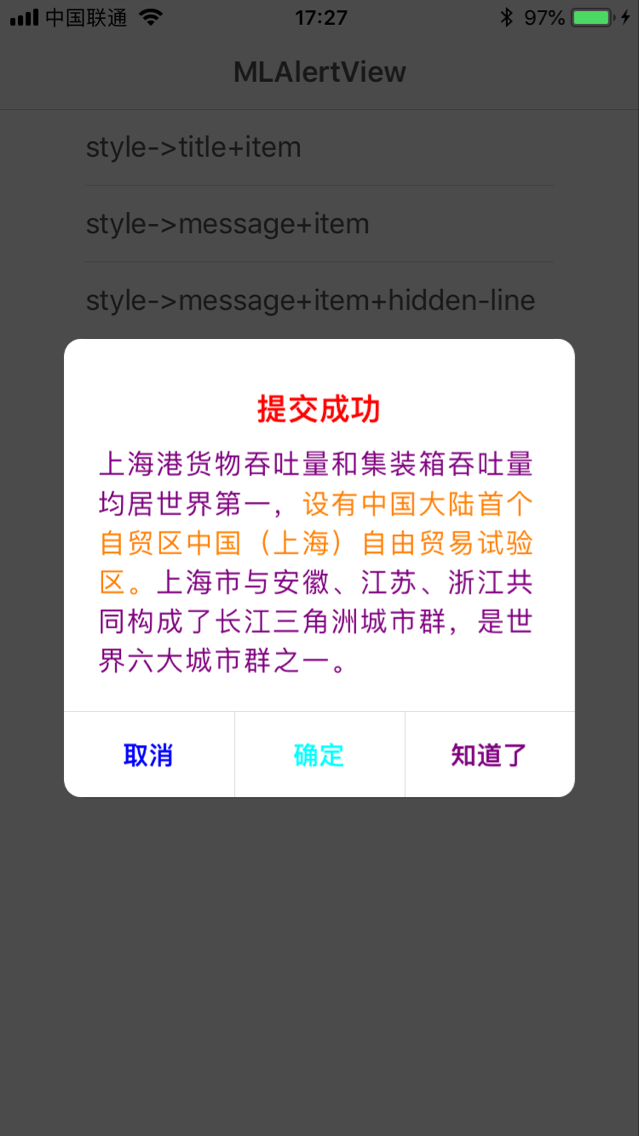 中国联通 17:27 97%
MLAlertView
style->title+item
style->message+item
style->message+item+hidden-line
提交成功
上海港货物吞吐量和集装箱吞吐量
均居世界第一，设有中国大陆首个
自贸区中国（上海）自由贸易试验
区。上海市与安徽、江苏、浙江共
同构成了长江三角洲城市群，是世
界六大城市群之一。
取消 确定 知道了